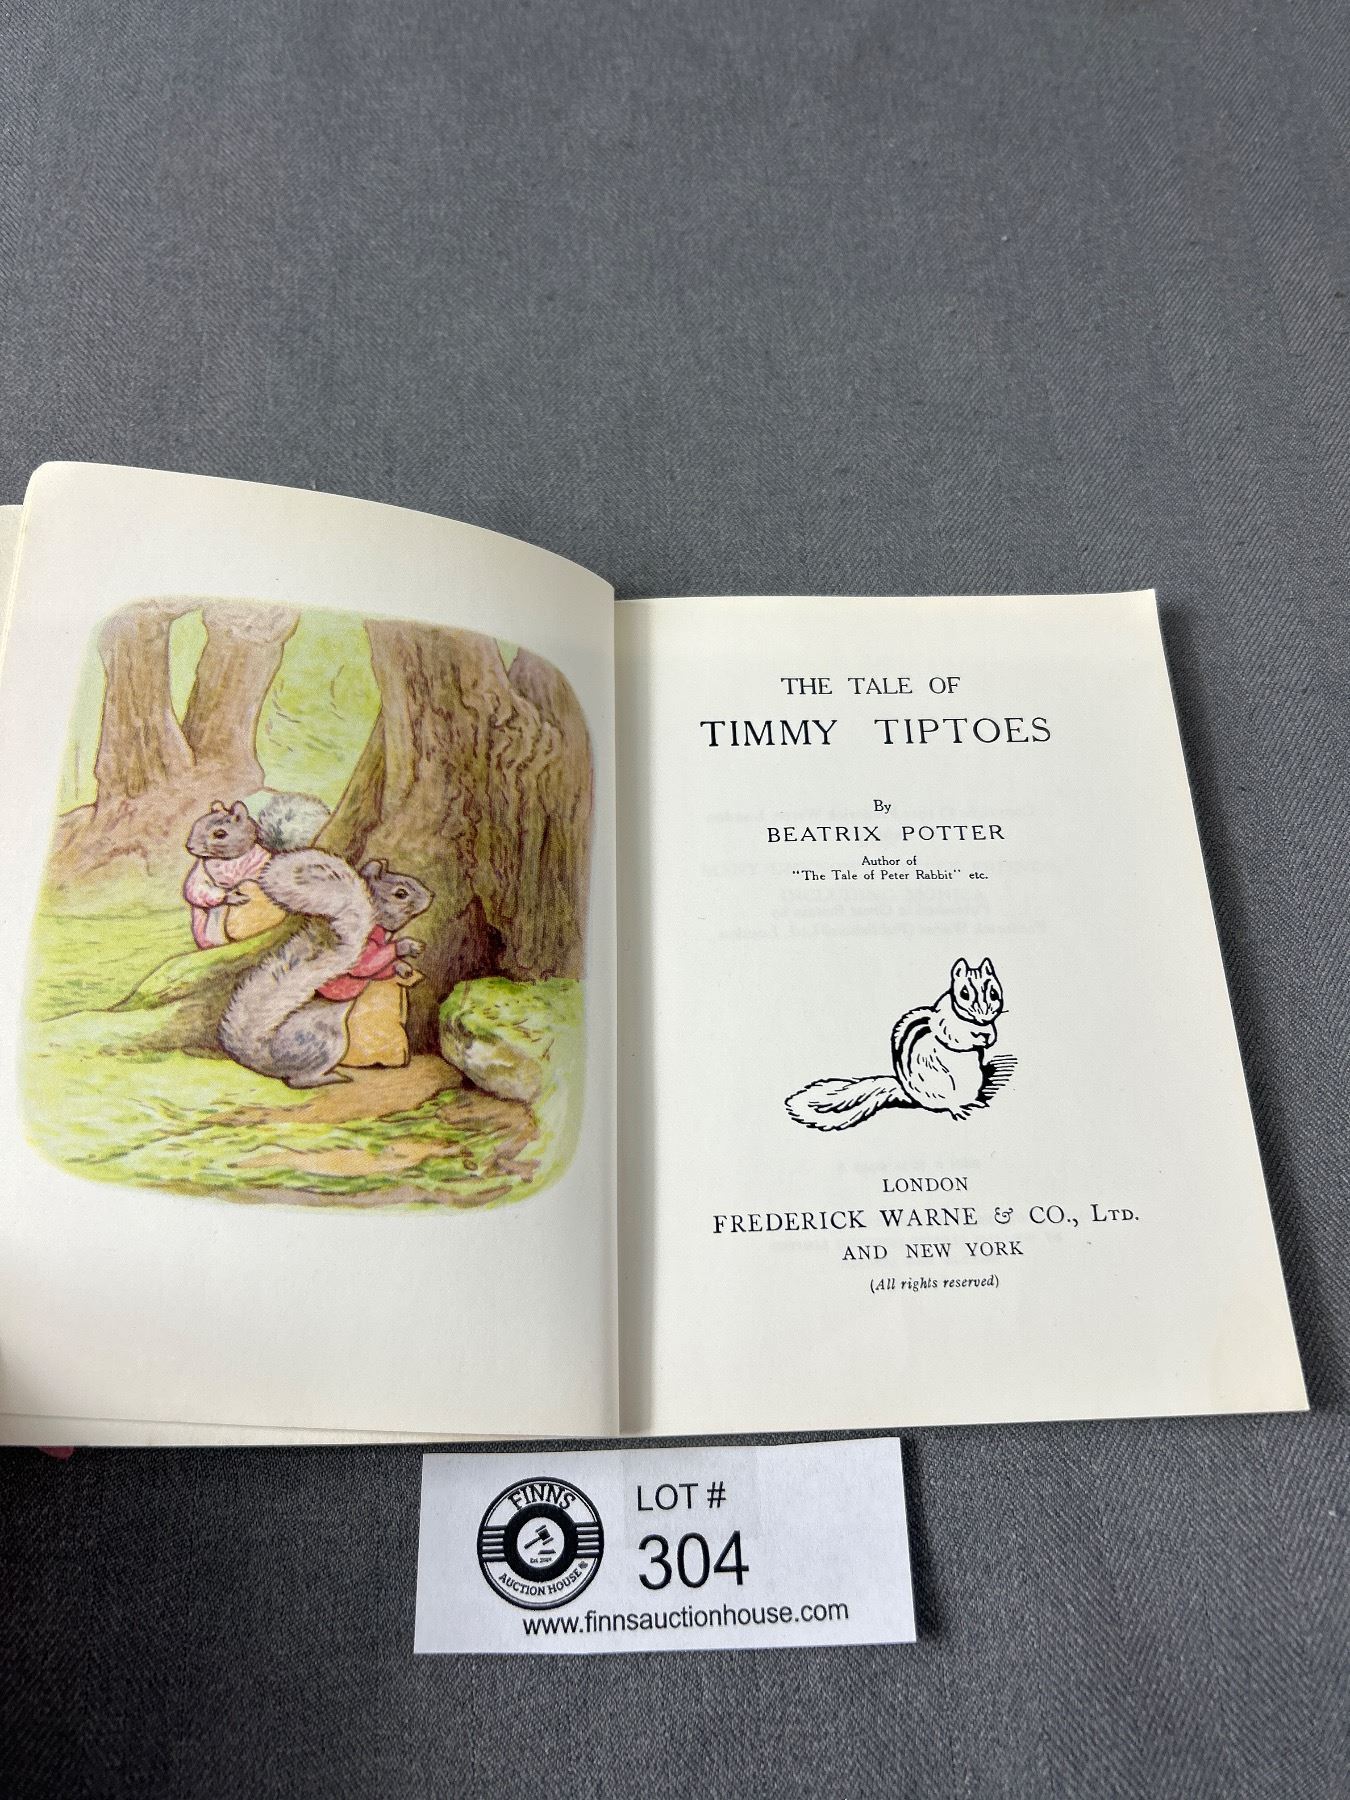 THE TALE OF
TIMMY TIPTOES
By
BEATRIX POTTER
Author of
"The Tale of Peter Rabbit" etc.
LONDON
FREDERICK WARNE & CO., LTD.
AND NEW YORK
(All rights reserved)
FINNS
AUCTION HOUSE
LOT #
304
www.finnsauctionhouse.com